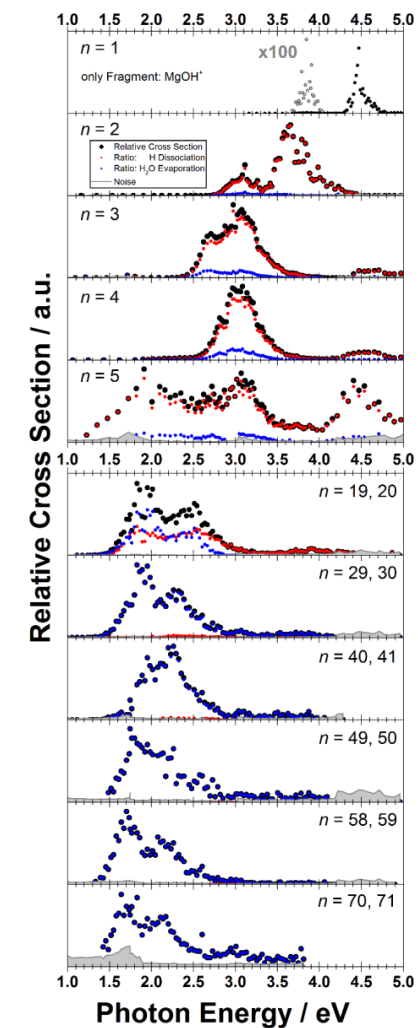 n = 1
x100
only Fragment: MgOH⁺
n = 2
Relative Cross Section
Ratio: H Dissociation
Ratio: H₂O Evaporation
Noise
n = 3
n = 4
n = 5
1.0 1.5 2.0 2.5 3.0 3.5 4.0 4.5 5.0
n = 19, 20
n = 29, 30
n = 40, 41
n = 49, 50
n = 58, 59
n = 70, 71
1.0 1.5 2.0 2.5 3.0 3.5 4.0 4.5 5.0
Photon Energy / eV
Relative Cross Section / a.u.